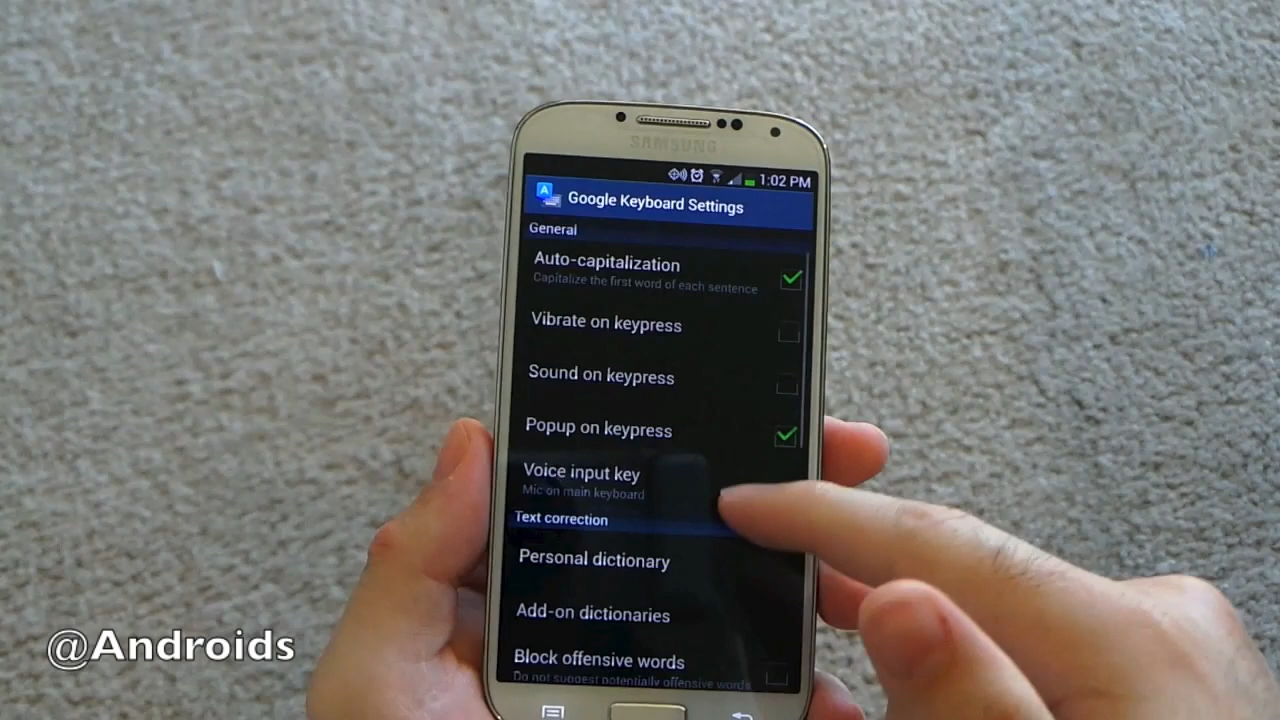 SAMSUNG
1:02 PM
Google Keyboard Settings
General
Auto-capitalization
Capitalize the first word of each sentence
Vibrate on keypress
Sound on keypress
Popup on keypress
Voice input key
Mic on main keyboard
Text correction
Personal dictionary
Add-on dictionaries
Block offensive words
Do not suggest potentially offensive words
@Androids